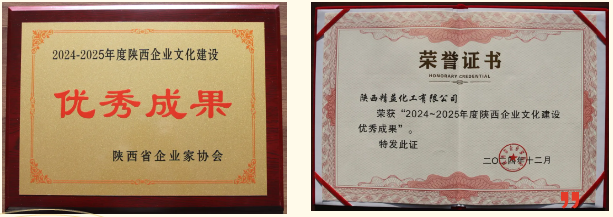 2024-2025年度陕西企业文化建设
优秀成果
陕西省企业家协会
荣誉证书
HONORARY CREDENTIAL
陕西精益化工有限公司
荣获“2024~2025年度陕西企业文化建设
优秀成果”。
特发此证
二〇二四年十二月